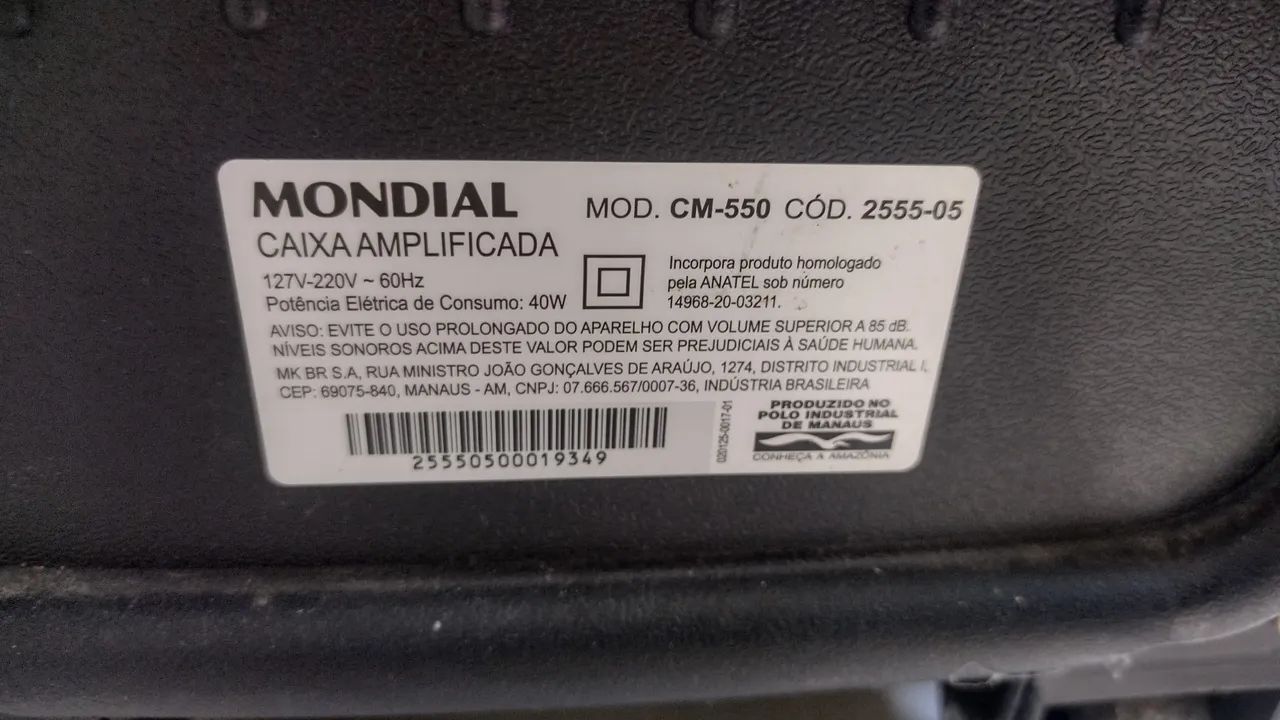 MONDIAL
MOD. CM-550 CÓD. 2555-05
CAIXA AMPLIFICADA
127V-220V ~ 60Hz
Potência Elétrica de Consumo: 40W
Incorpora produto homologado
pela ANATEL sob número
14968-20-03211.
AVISO: EVITE O USO PROLONGADO DO APARELHO COM VOLUME SUPERIOR A 85 dB.
NÍVEIS SONOROS ACIMA DESTE VALOR PODEM SER PREJUDICIAIS À SAÚDE HUMANA.
MK BR S.A, RUA MINISTRO JOÃO GONÇALVES DE ARAÚJO, 1274, DISTRITO INDUSTRIAL I,
CEP: 69075-840, MANAUS - AM, CNPJ: 07.666.567/0007-36, INDÚSTRIA BRASILEIRA
25550500019349
020125-0017-01
PRODUZIDO NO
POLO INDUSTRIAL
DE MANAUS
CONHEÇA A AMAZÔNIA